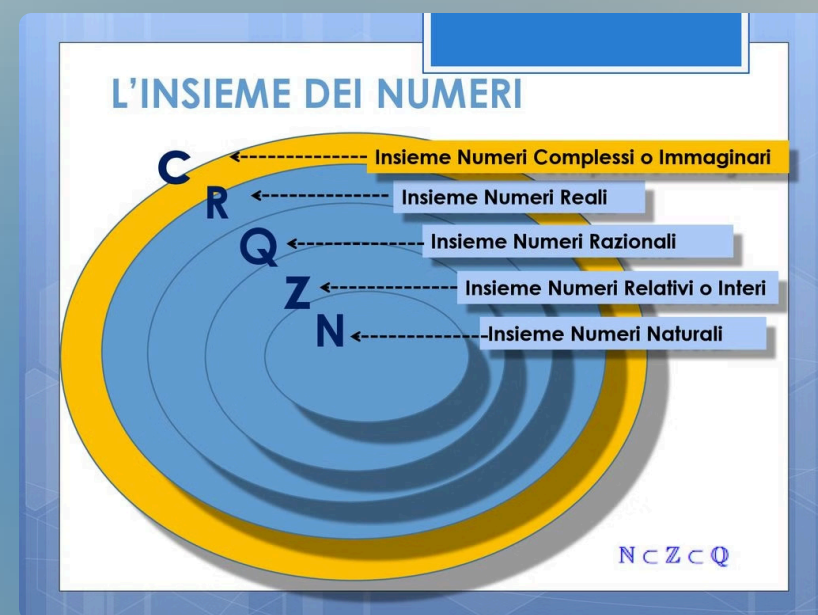 L'INSIEME DEI NUMERI
C
Insieme Numeri Complessi o Immaginari
R
Insieme Numeri Reali
Q
Insieme Numeri Razionali
Z
Insieme Numeri Relativi o Interi
N
Insieme Numeri Naturali
ℕ ⊂ ℤ ⊂ ℚ